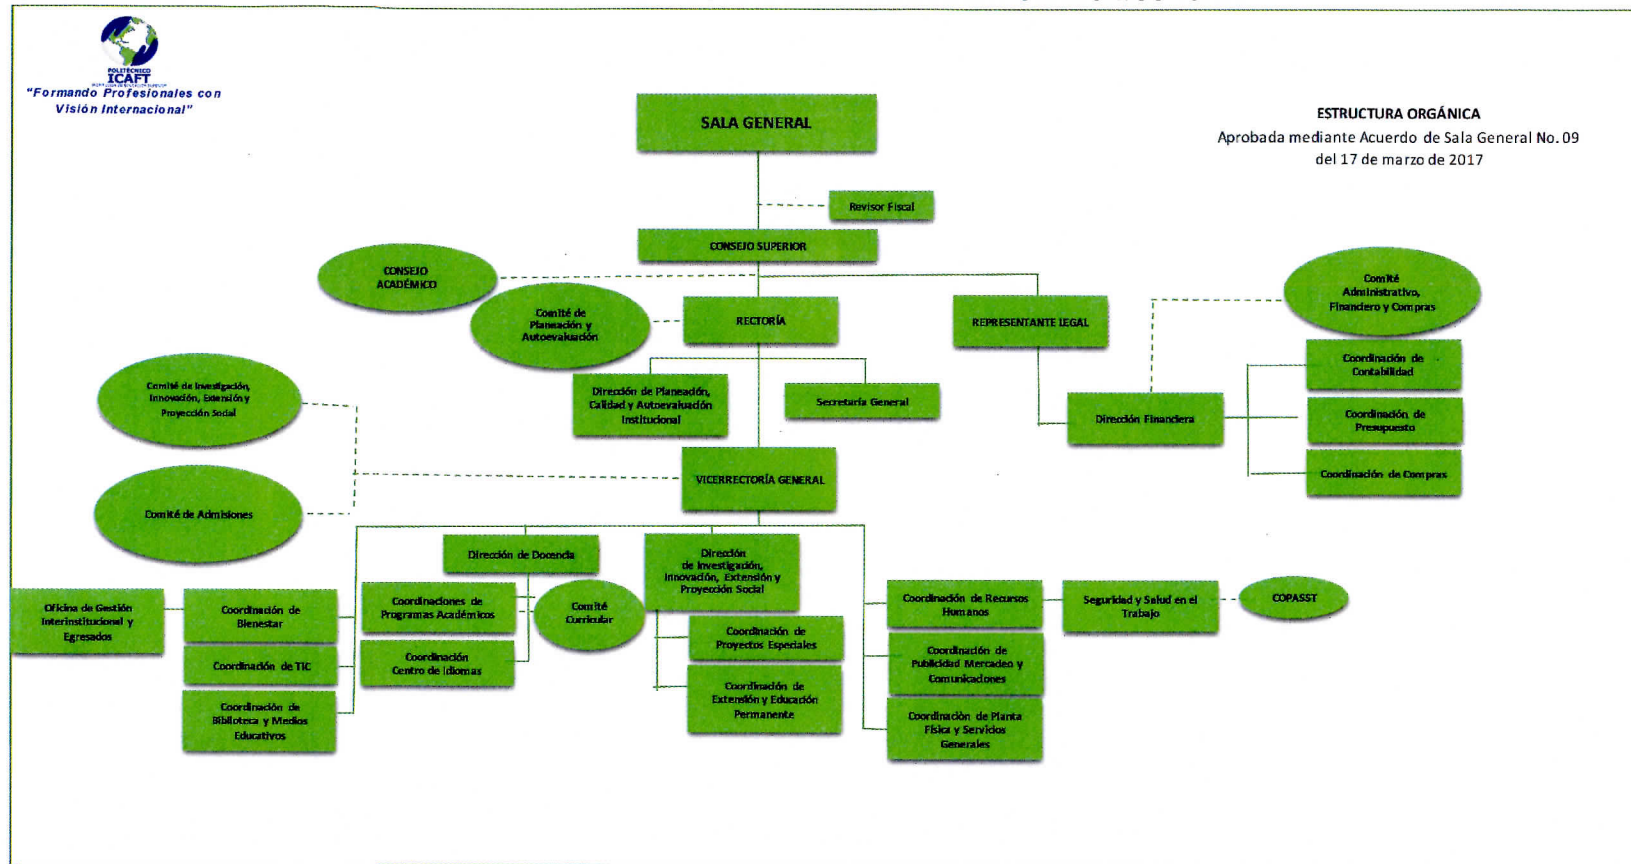 POLITÉCNICO
ICAFT
"Formando Profesionales con
Visión Internacional"
ESTRUCTURA ORGÁNICA
Aprobada mediante Acuerdo de Sala General No. 09
del 17 de marzo de 2017
SALA GENERAL
Revisor Fiscal
CONSEJO SUPERIOR
CONSEJO
ACADÉMICO
Comité de
Planeación y
Autoevaluación
RECTORÍA
REPRESENTANTE LEGAL
Comité
Administrativo,
Financiero y Compras
Coordinación de
Contabilidad
Comité de Investigación,
Innovación, Extensión y
Proyección Social
Dirección de Planeación,
Calidad y Autoevaluación
Institucional
Secretaría General
Dirección Financiera
Coordinación de
Presupuesto
Coordinación de Compras
VICERRECTORÍA GENERAL
Comité de Admisiones
Dirección de Docencia
Dirección
de Investigación,
Innovación, Extensión y
Proyección Social
Oficina de Gestión
Interinstitucional y
Egresados
Coordinación de
Bienestar
Coordinaciones de
Programas Académicos
Comité
Curricular
Coordinación de Recursos
Humanos
Seguridad y Salud en el
Trabajo
COPASST
Coordinación de TIC
Coordinación
Centro de Idiomas
Coordinación de
Proyectos Especiales
Coordinación de
Publicidad Mercadeo y
Comunicaciones
Coordinación de
Biblioteca y Medios
Educativos
Coordinación de
Extensión y Educación
Permanente
Coordinación de Planta
Física y Servicios
Generales